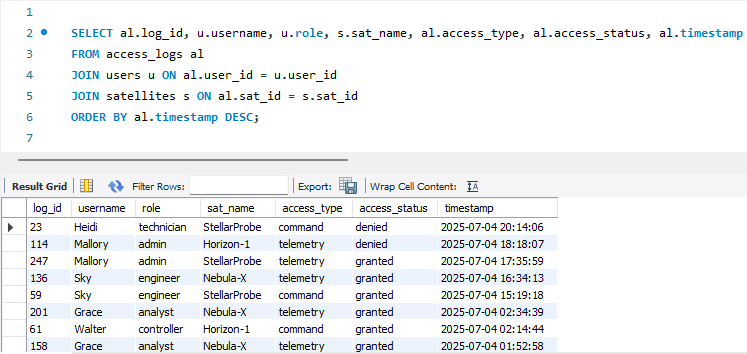 1
2 SELECT al.log_id, u.username, u.role, s.sat_name, al.access_type, al.access_status, al.timestamp
3 FROM access_logs al
4 JOIN users u ON al.user_id = u.user_id
5 JOIN satellites s ON al.sat_id = s.sat_id
6 ORDER BY al.timestamp DESC;
7
Result Grid Filter Rows: Export: Wrap Cell Content:
log_id username role sat_name access_type access_status timestamp
23 Heidi technician StellarProbe command denied 2025-07-04 20:14:06
114 Mallory admin Horizon-1 telemetry denied 2025-07-04 18:18:07
247 Mallory admin StellarProbe telemetry granted 2025-07-04 17:35:59
136 Sky engineer Nebula-X telemetry granted 2025-07-04 16:34:13
59 Sky engineer StellarProbe command granted 2025-07-04 15:19:18
201 Grace analyst Nebula-X telemetry granted 2025-07-04 02:34:39
61 Walter controller Horizon-1 command granted 2025-07-04 02:14:44
158 Grace analyst Nebula-X telemetry granted 2025-07-04 01:52:58